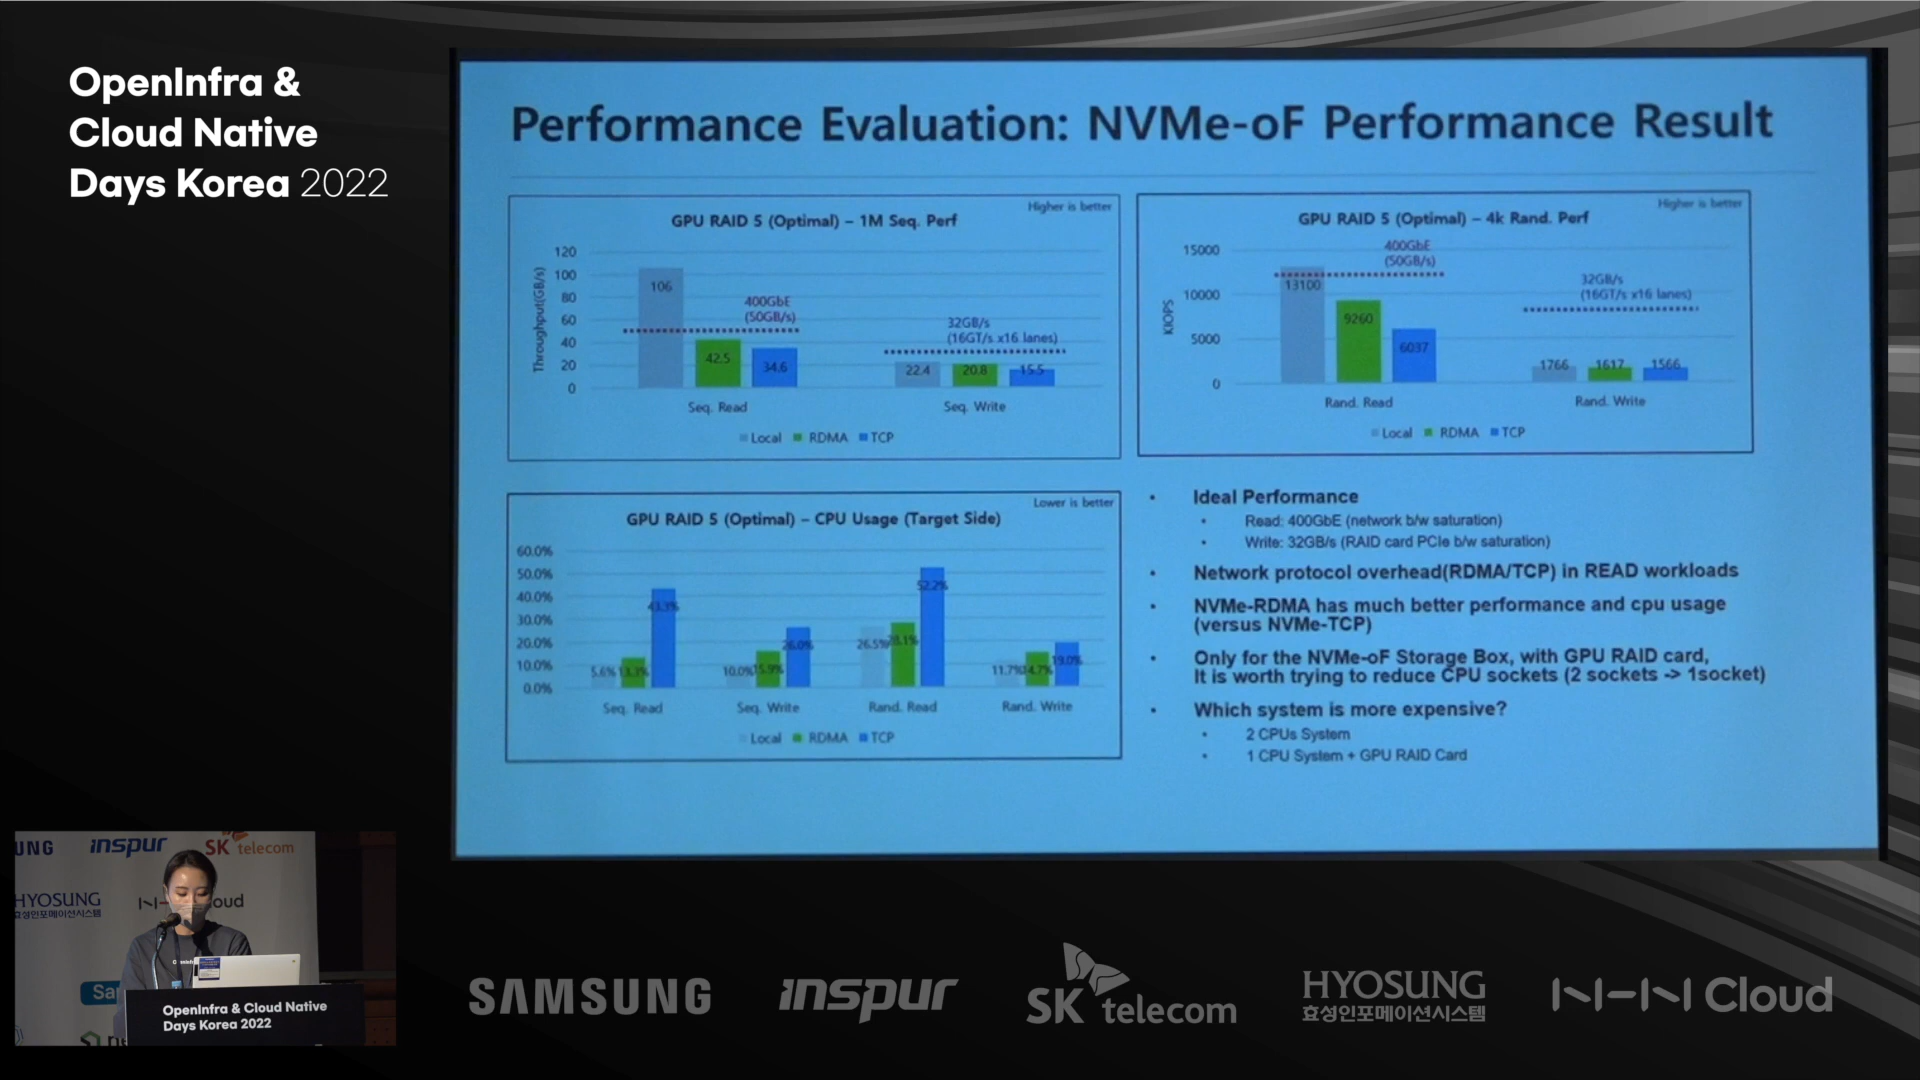 OpenInfra &
Cloud Native
Days Korea 2022
Performance Evaluation: NVMe-oF Performance Result
Higher is better
GPU RAID 5 (Optimal) – 1M Seq. Perf
Throughput(GB/s)
120
100
80
60
40
20
0
106
400GbE
(50GB/s)
42.5
34.6
32GB/s
(16GT/s x16 lanes)
22.4
20.8
15.5
Seq. Read
Seq. Write
Local RDMA TCP
Higher is better
GPU RAID 5 (Optimal) – 4k Rand. Perf
KIOPS
15000
10000
5000
0
400GbE
(50GB/s)
13100
9260
6037
32GB/s
(16GT/s x16 lanes)
1766
1617
1566
Rand. Read
Rand. Write
Local RDMA TCP
Lower is better
GPU RAID 5 (Optimal) – CPU Usage (Target Side)
60.0%
50.0%
40.0%
30.0%
20.0%
10.0%
0.0%
5.6%
13.3%
43.3%
10.0%
15.9%
26.0%
26.5%
28.1%
52.2%
11.7%
14.7%
19.0%
Seq. Read
Seq. Write
Rand. Read
Rand. Write
Local RDMA TCP
• Ideal Performance
• Read: 400GbE (network b/w saturation)
• Write: 32GB/s (RAID card PCIe b/w saturation)
• Network protocol overhead(RDMA/TCP) in READ workloads
• NVMe-RDMA has much better performance and cpu usage
(versus NVMe-TCP)
• Only for the NVMe-oF Storage Box, with GPU RAID card,
It is worth trying to reduce CPU sockets (2 sockets -> 1socket)
• Which system is more expensive?
• 2 CPUs System
• 1 CPU System + GPU RAID Card
UNG inspur SK telecom
HYOSUNG
효성인포메이션시스템
oud
Sa
OpenInfra & Cloud Native
Days Korea 2022
SAMSUNG inspur SK telecom HYOSUNG
효성인포메이션시스템
NHN Cloud